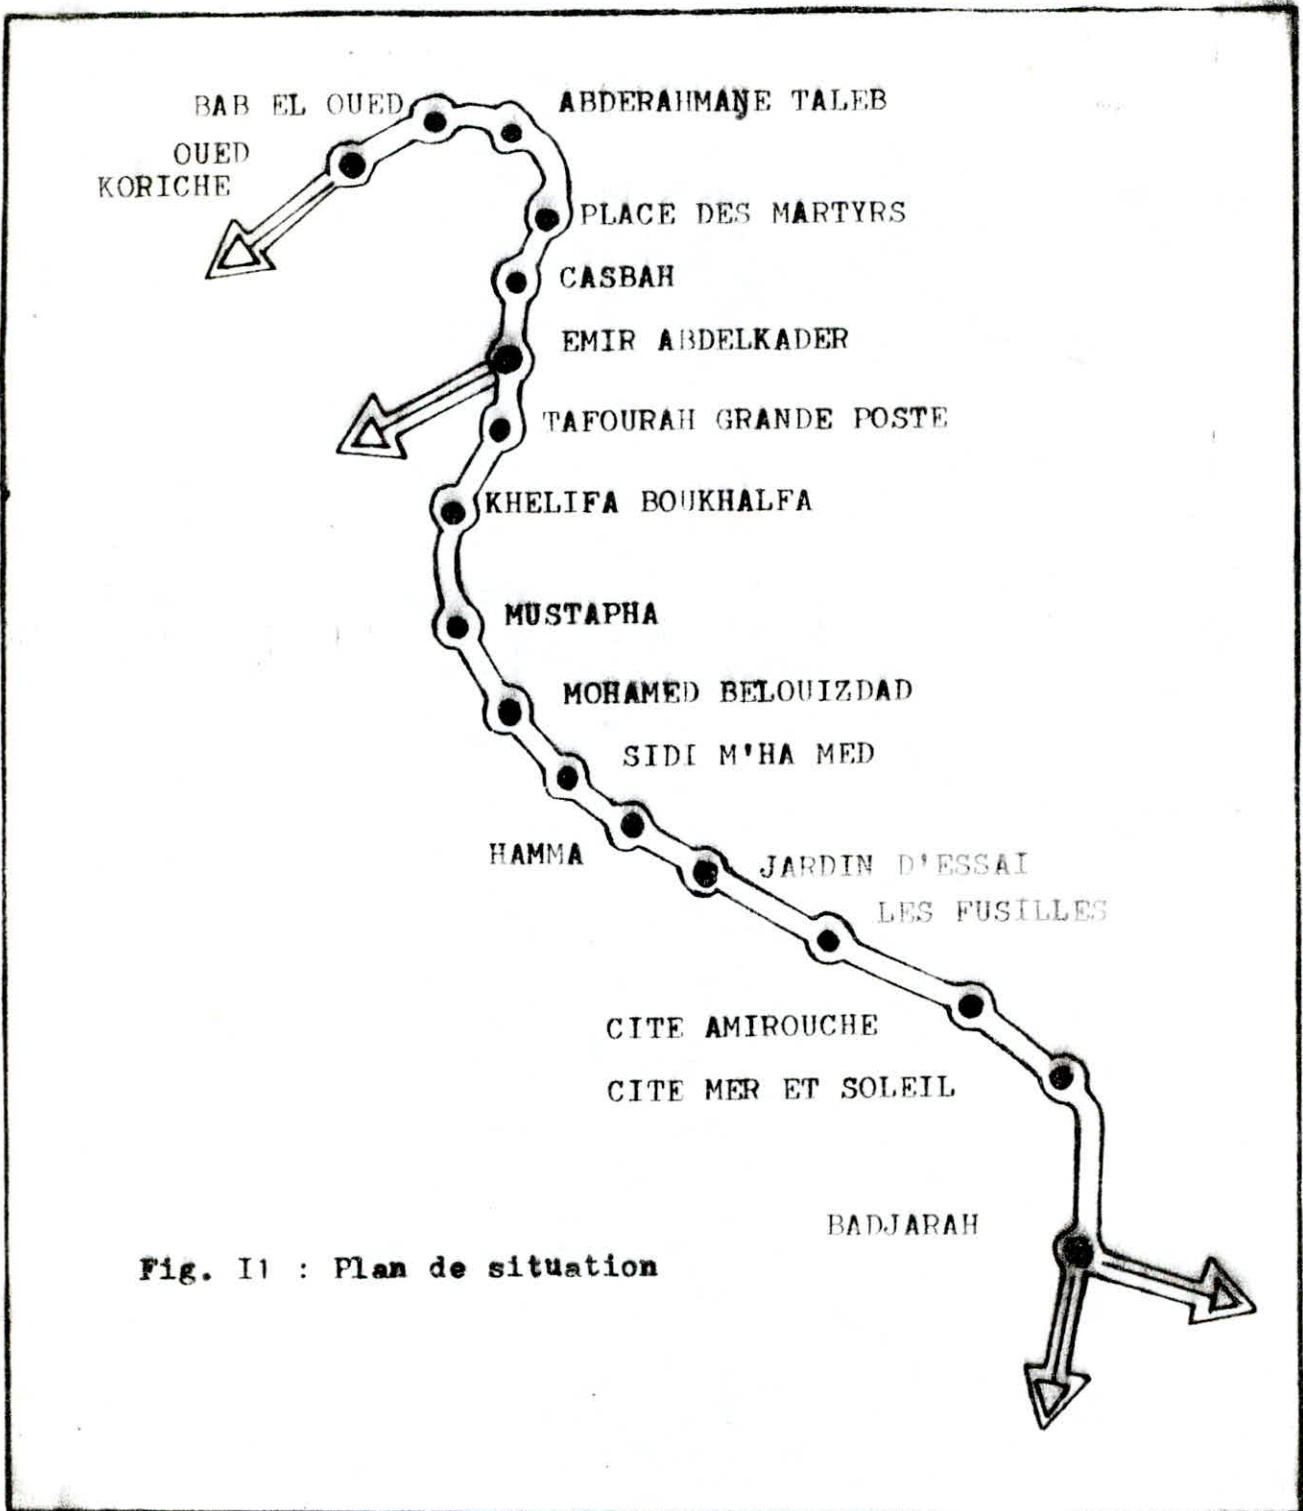 BAB EL OUED
ABDERAHMANE TALEB
OUED
KORICHE
PLACE DES MARTYRS
CASBAH
EMIR ABDELKADER
TAFOURAH GRANDE POSTE
KHELIFA BOUKHALFA
MUSTAPHA
MOHAMED BELOUIZDAD
SIDI M'HA MED
HAMMA
JARDIN D'ESSAI
LES FUSILLES
CITE AMIROUCHE
CITE MER ET SOLEIL
BADJARAH
Fig. I1 : Plan de situation